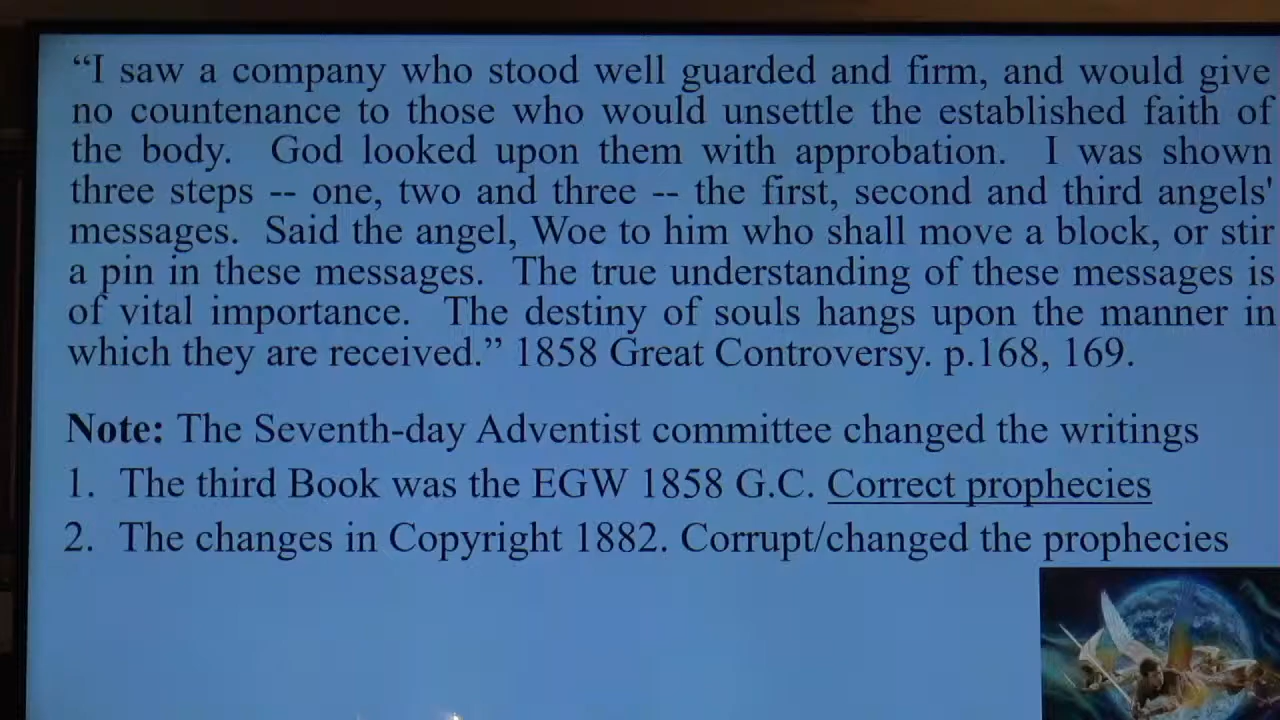 “I saw a company who stood well guarded and firm, and would give
no countenance to those who would unsettle the established faith of
the body. God looked upon them with approbation. I was shown
three steps -- one, two and three -- the first, second and third angels'
messages. Said the angel, Woe to him who shall move a block, or stir
a pin in these messages. The true understanding of these messages is
of vital importance. The destiny of souls hangs upon the manner in
which they are received.” 1858 Great Controversy. p.168, 169.
Note: The Seventh-day Adventist committee changed the writings
1. The third Book was the EGW 1858 G.C. Correct prophecies
2. The changes in Copyright 1882. Corrupt/changed the prophecies